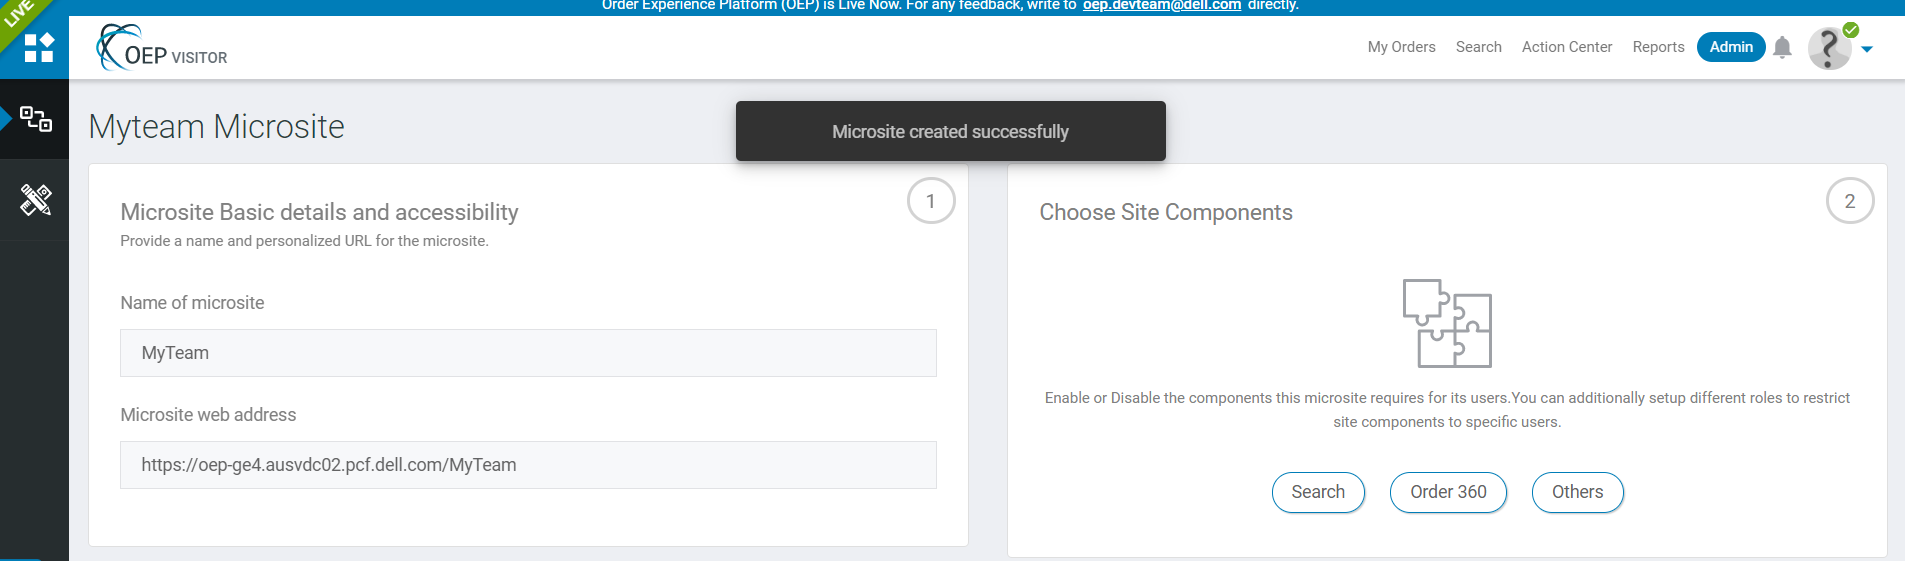 Order Experience Platform (OEP) is Live Now. For any feedback, write to oep.devteam@dell.com directly.
LIVE
OEP VISITOR
My Orders Search Action Center Reports Admin
Myteam Microsite
Microsite created successfully
Microsite Basic details and accessibility
1
Provide a name and personalized URL for the microsite.
Name of microsite
MyTeam
Microsite web address
https://oep-ge4.ausvdc02.pcf.dell.com/MyTeam
Choose Site Components
2
Enable or Disable the components this microsite requires for its users.You can additionally setup different roles to restrict
site components to specific users.
Search Order 360 Others